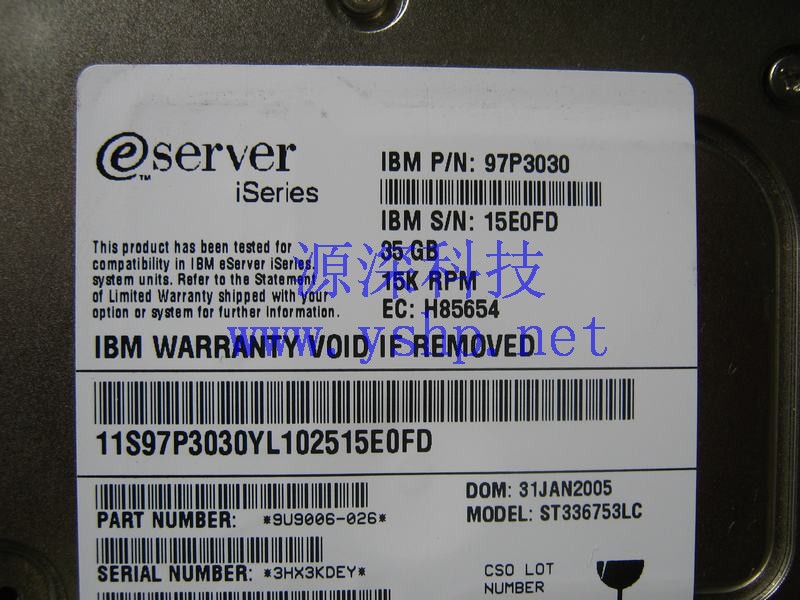 eserver
TM
iSeries
IBM P/N: 97P3030
IBM S/N: 15E0FD
35 GB
15K RPM
EC: H85654
This product has been tested for
compatibility in IBM eServer iSeries
system units. Refer to the Statement
of Limited Warranty shipped with your
option or system for further information.
源深科技
www.yshp.net
IBM WARRANTY VOID IF REMOVED
11S97P3030YL102515E0FD
DOM: 31JAN2005
PART NUMBER: *9U9006-026*
MODEL: ST336753LC
SERIAL NUMBER: *3HX3KDEY*
CSO LOT
NUMBER